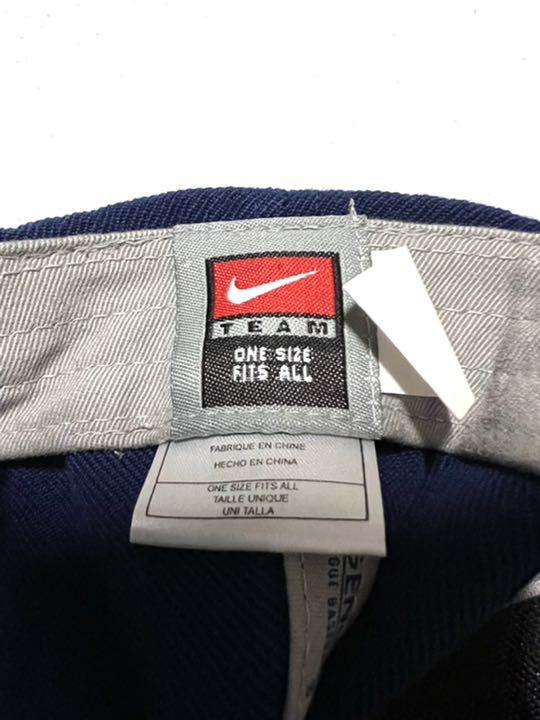 TEAM
ONE SIZE
FITS ALL
FABRIQUE EN CHINE
HECHO EN CHINA
ONE SIZE FITS ALL
TAILLE UNIQUE
UNI TALLA